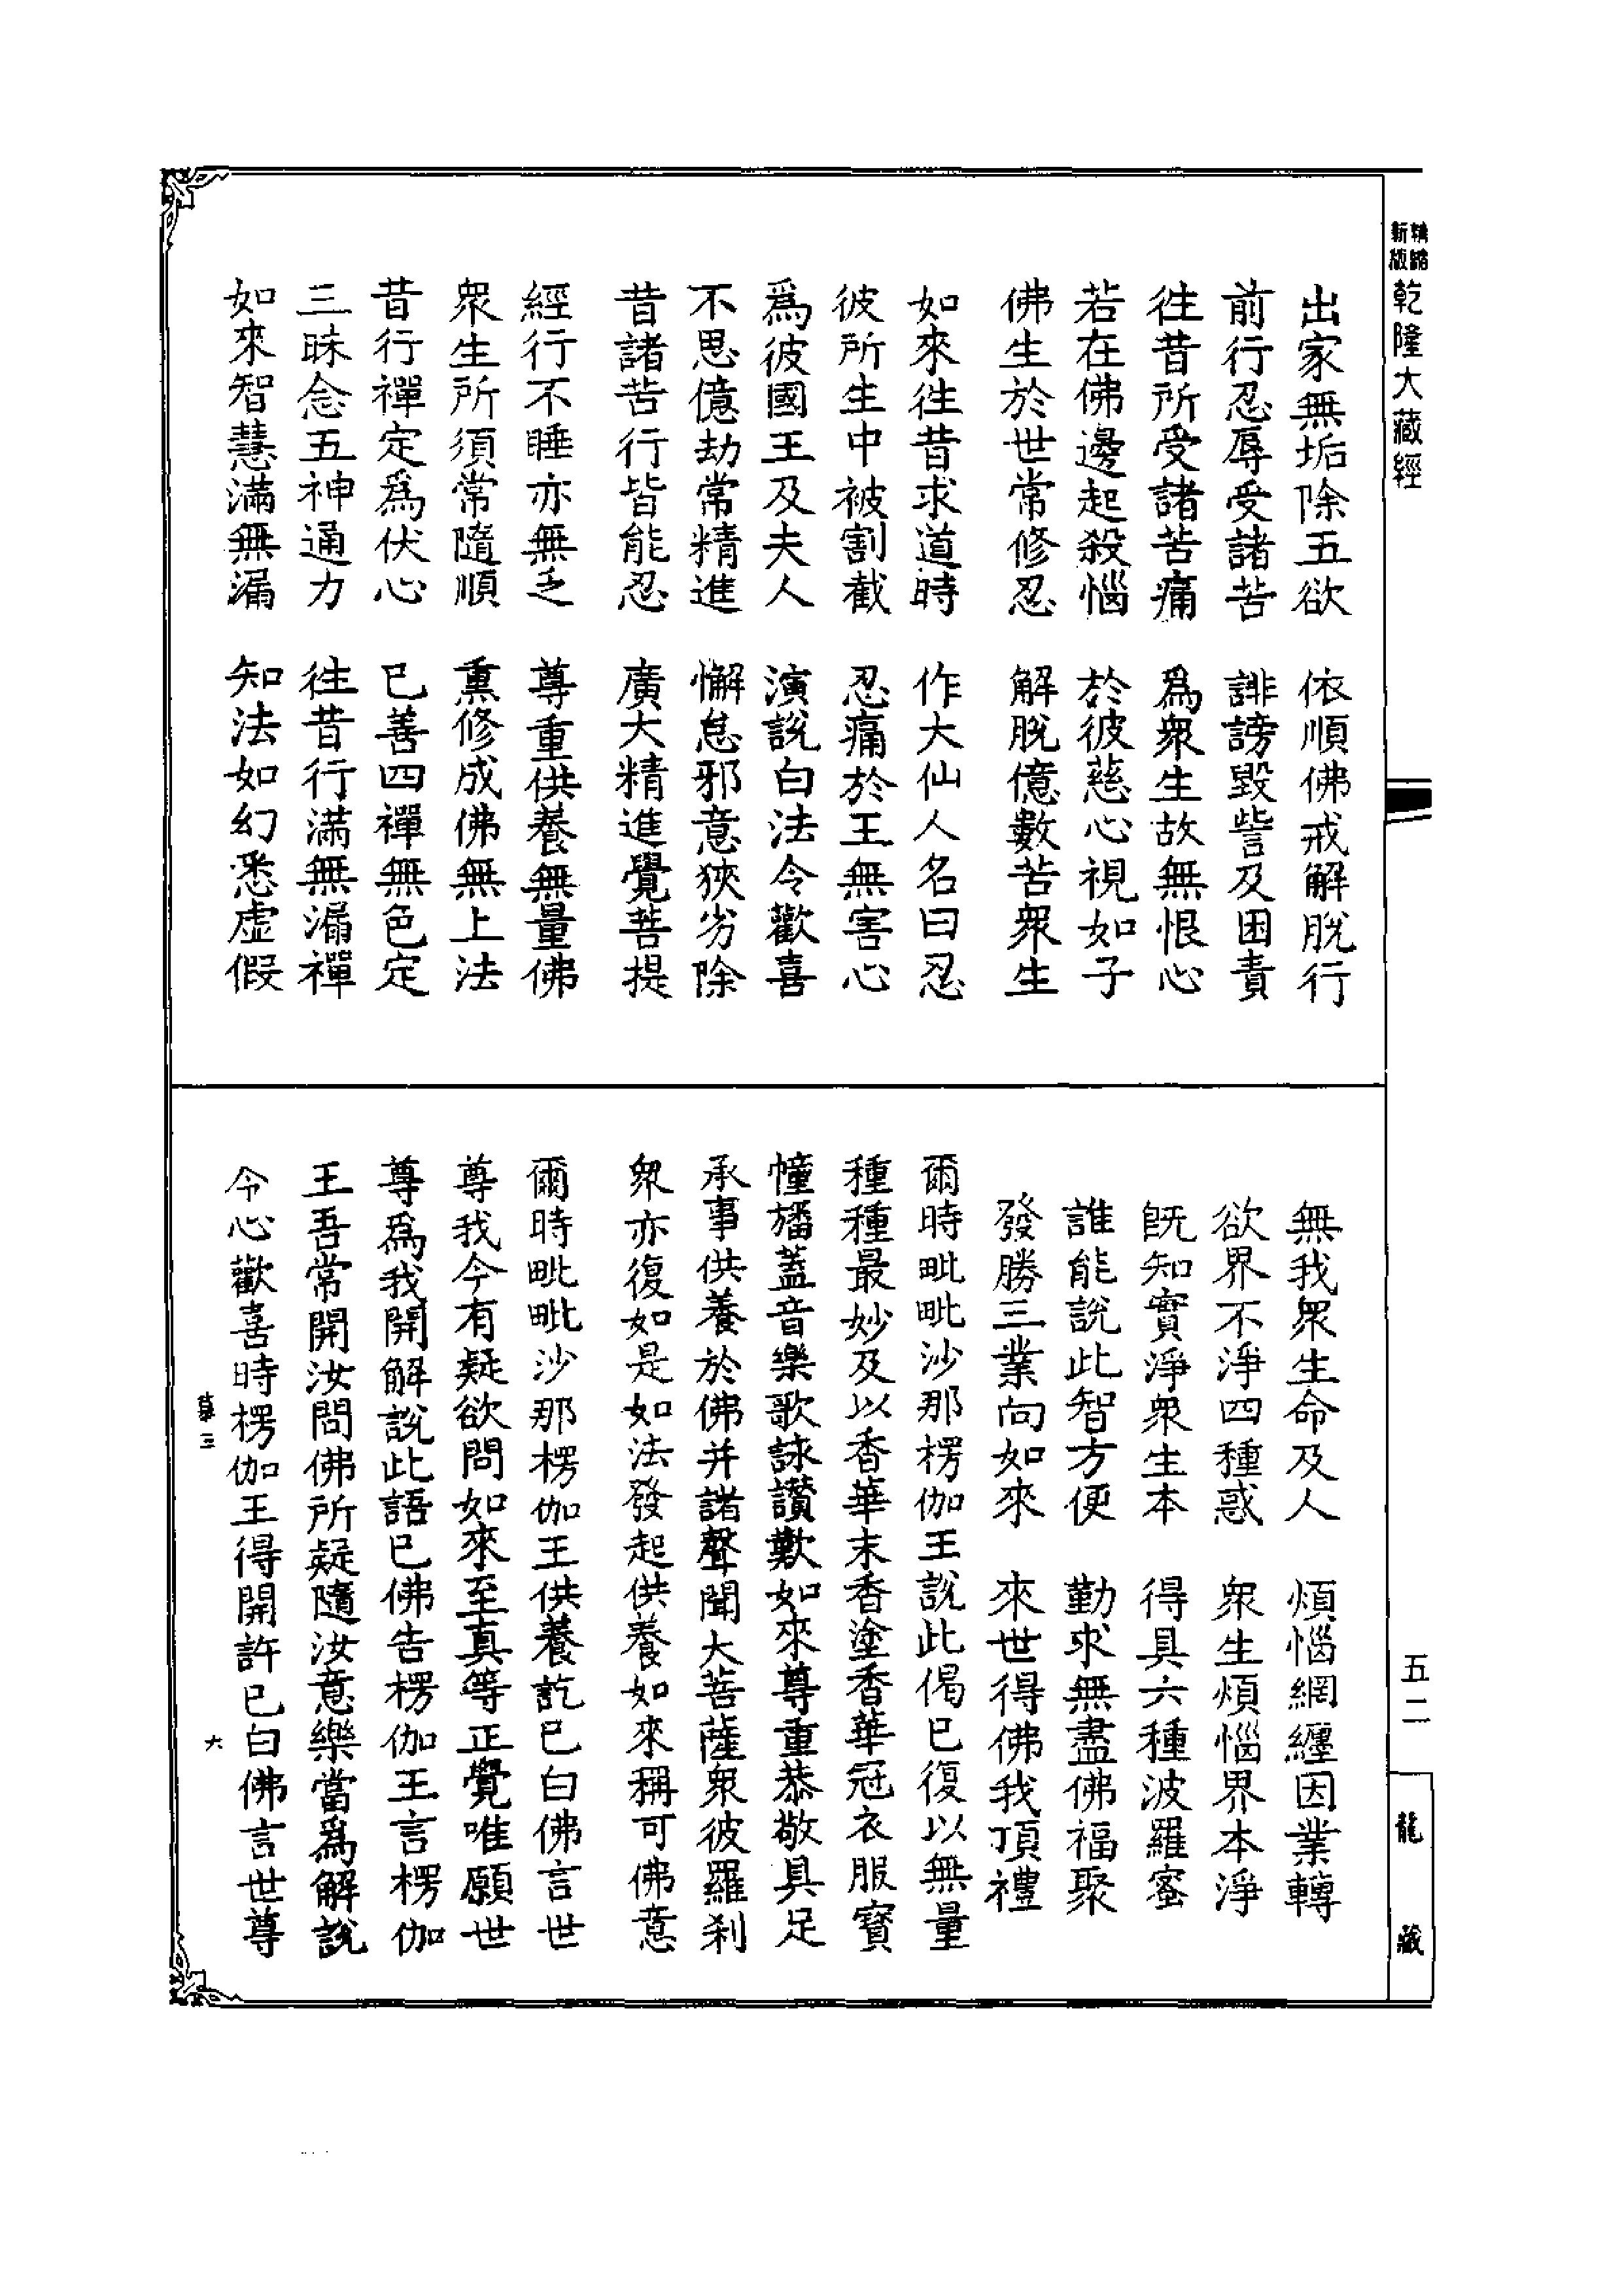 新版
精縮
乾隆大藏經
出家無垢除五欲　依順佛戒解脫行
前行忍辱受諸苦　誹謗毀訾及困責
往昔所受諸苦痛　爲衆生故無恨心
若在佛邊起殺惱　於彼慈心視如子
佛生於世常修忍　解脫億數苦衆生
如來往昔求道時　作大仙人名曰忍
彼所生中被割截　忍痛於王無害心
爲彼國王及夫人　演說白法令歡喜
不思億劫常精進　懈怠邪意狹劣除
昔諸苦行皆能忍　廣大精進覺菩提
經行不睡亦無乏　尊重供養無量佛
衆生所須常隨順　熏修成佛無上法
昔行禪定爲伏心　已善四禪無色定
三昧念五神通力　往昔行滿無漏禪
如來智慧滿無漏　知法如幻悉虛假
無我衆生命及人　煩惱網纏因業轉
欲界不淨四種惑　衆生煩惱界本淨
旣知實淨衆生本　得具六種波羅蜜
誰能說此智方便　勤求無盡佛福聚
發勝三業向如來　來世得佛我頂禮
爾時毗毗沙那楞伽王說此偈已復以無量
種種最妙及以香華末香塗香華冠衣服寶
幢旛蓋音樂歌詠讚歎如來尊重恭敬具足
承事供養於佛并諸聲聞大菩薩衆彼羅刹
衆亦復如是如法發起供養如來稱可佛意
爾時毗毗沙那楞伽王供養訖已白佛言世
尊我今有疑欲問如來至真等正覺唯願世
尊爲我開解說此語已佛告楞伽王言楞伽
王吾常開汝問佛所疑隨汝意樂當爲解說
令心歡喜時楞伽王得開許已白佛言世尊
三
六
五二
龍藏